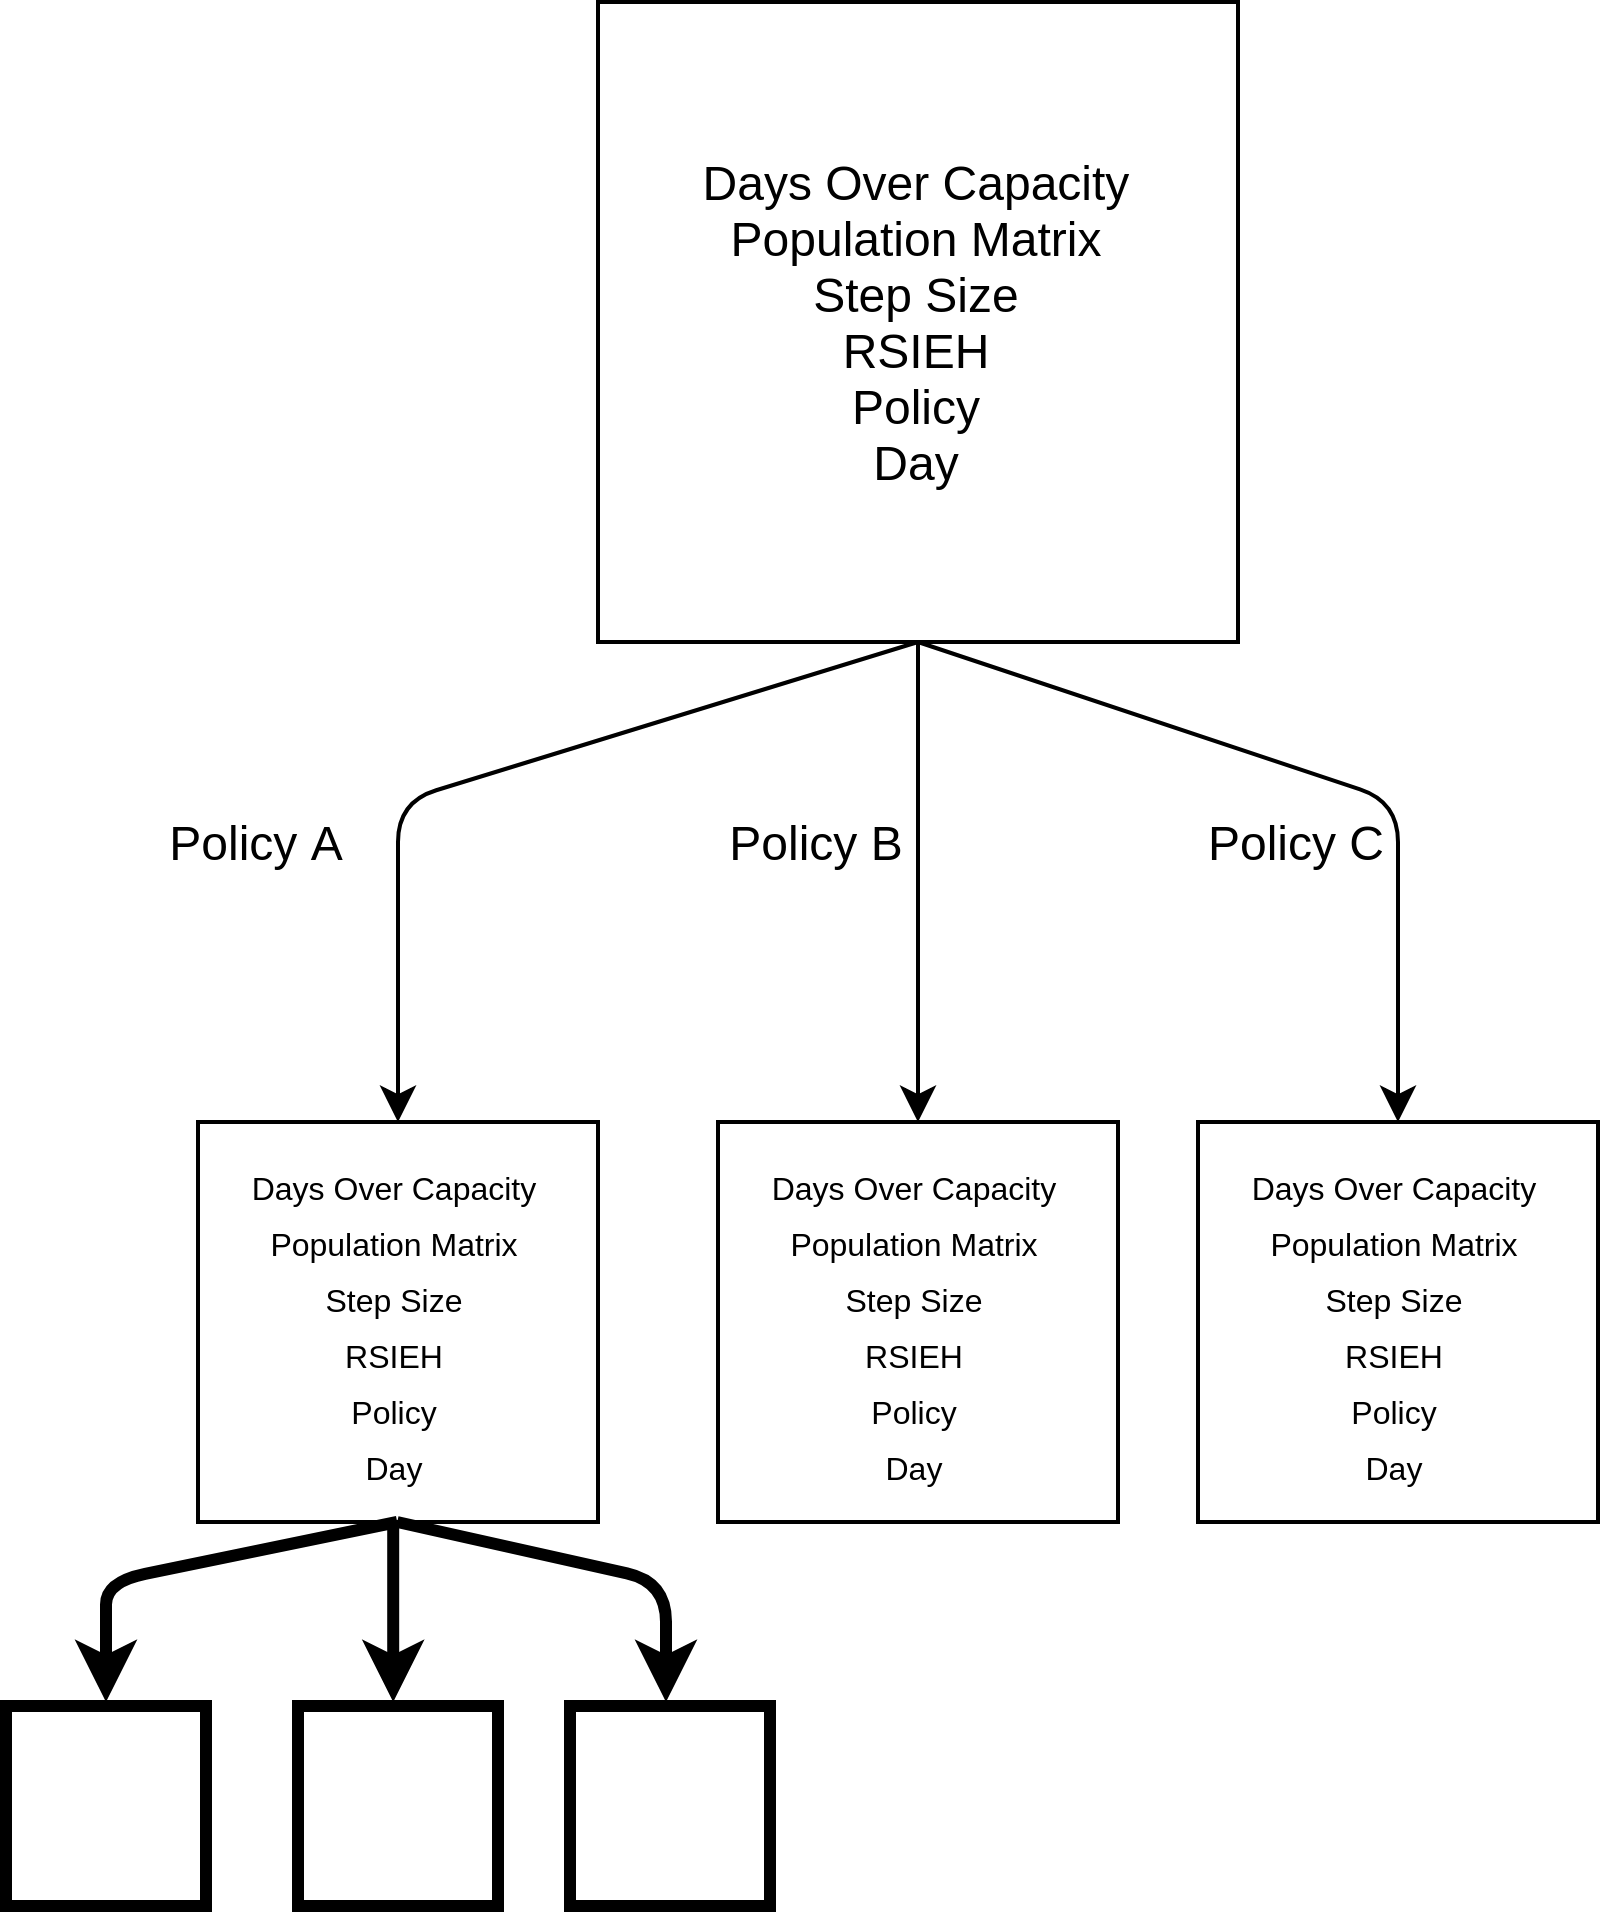 Days Over Capacity
Population Matrix
Step Size
RSIEH
Policy
Day
Policy A
Policy B
Policy C
Days Over Capacity
Population Matrix
Step Size
RSIEH
Policy
Day
Days Over Capacity
Population Matrix
Step Size
RSIEH
Policy
Day
Days Over Capacity
Population Matrix
Step Size
RSIEH
Policy
Day